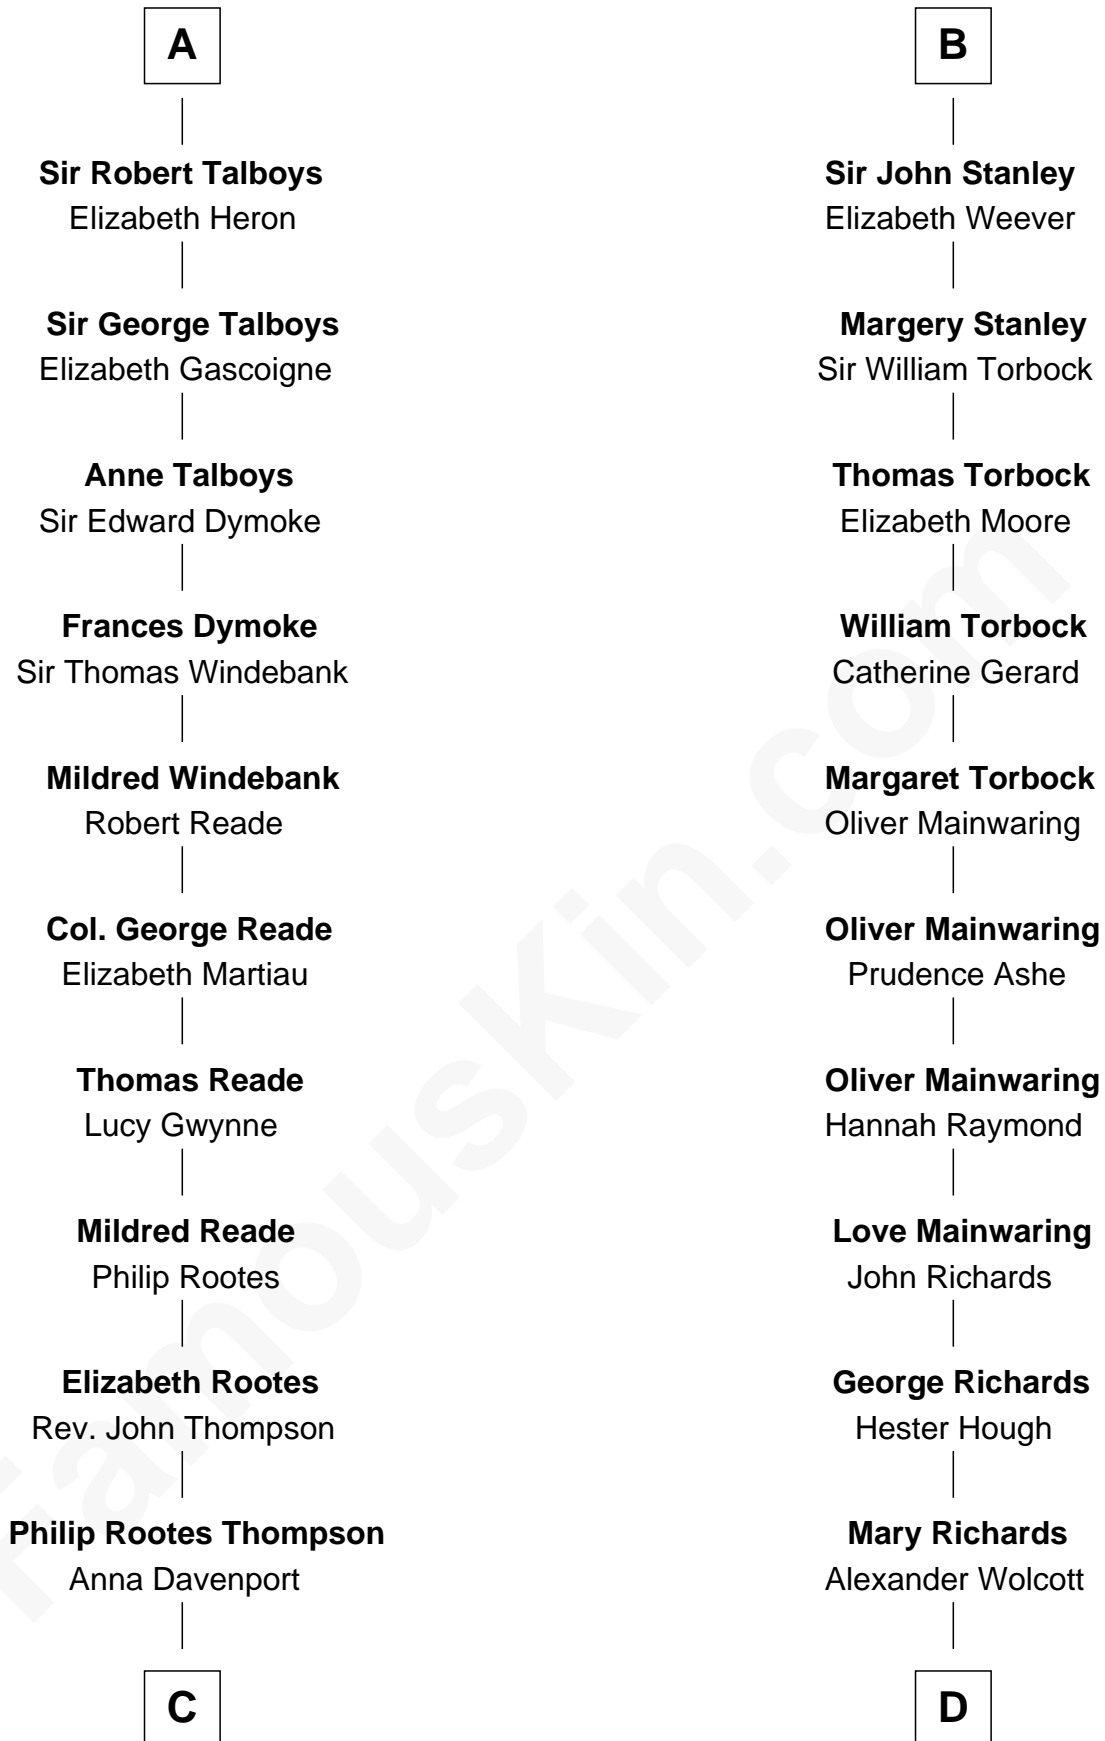 A
Sir Robert Talboys
Elizabeth Heron
Sir George Talboys
Elizabeth Gascoigne
Anne Talboys
Sir Edward Dymoke
Frances Dymoke
Sir Thomas Windebank
Mildred Windebank
Robert Reade
Col. George Reade
Elizabeth Martiau
Thomas Reade
Lucy Gwynne
Mildred Reade
Philip Rootes
Elizabeth Rootes
Rev. John Thompson
Philip Rootes Thompson
Anna Davenport
C
B
Sir John Stanley
Elizabeth Weever
Margery Stanley
Sir William Torbock
Thomas Torbock
Elizabeth Moore
William Torbock
Catherine Gerard
Margaret Torbock
Oliver Mainwaring
Oliver Mainwaring
Prudence Ashe
Oliver Mainwaring
Hannah Raymond
Love Mainwaring
John Richards
George Richards
Hester Hough
Mary Richards
Alexander Wolcott
D
FamousKin.com